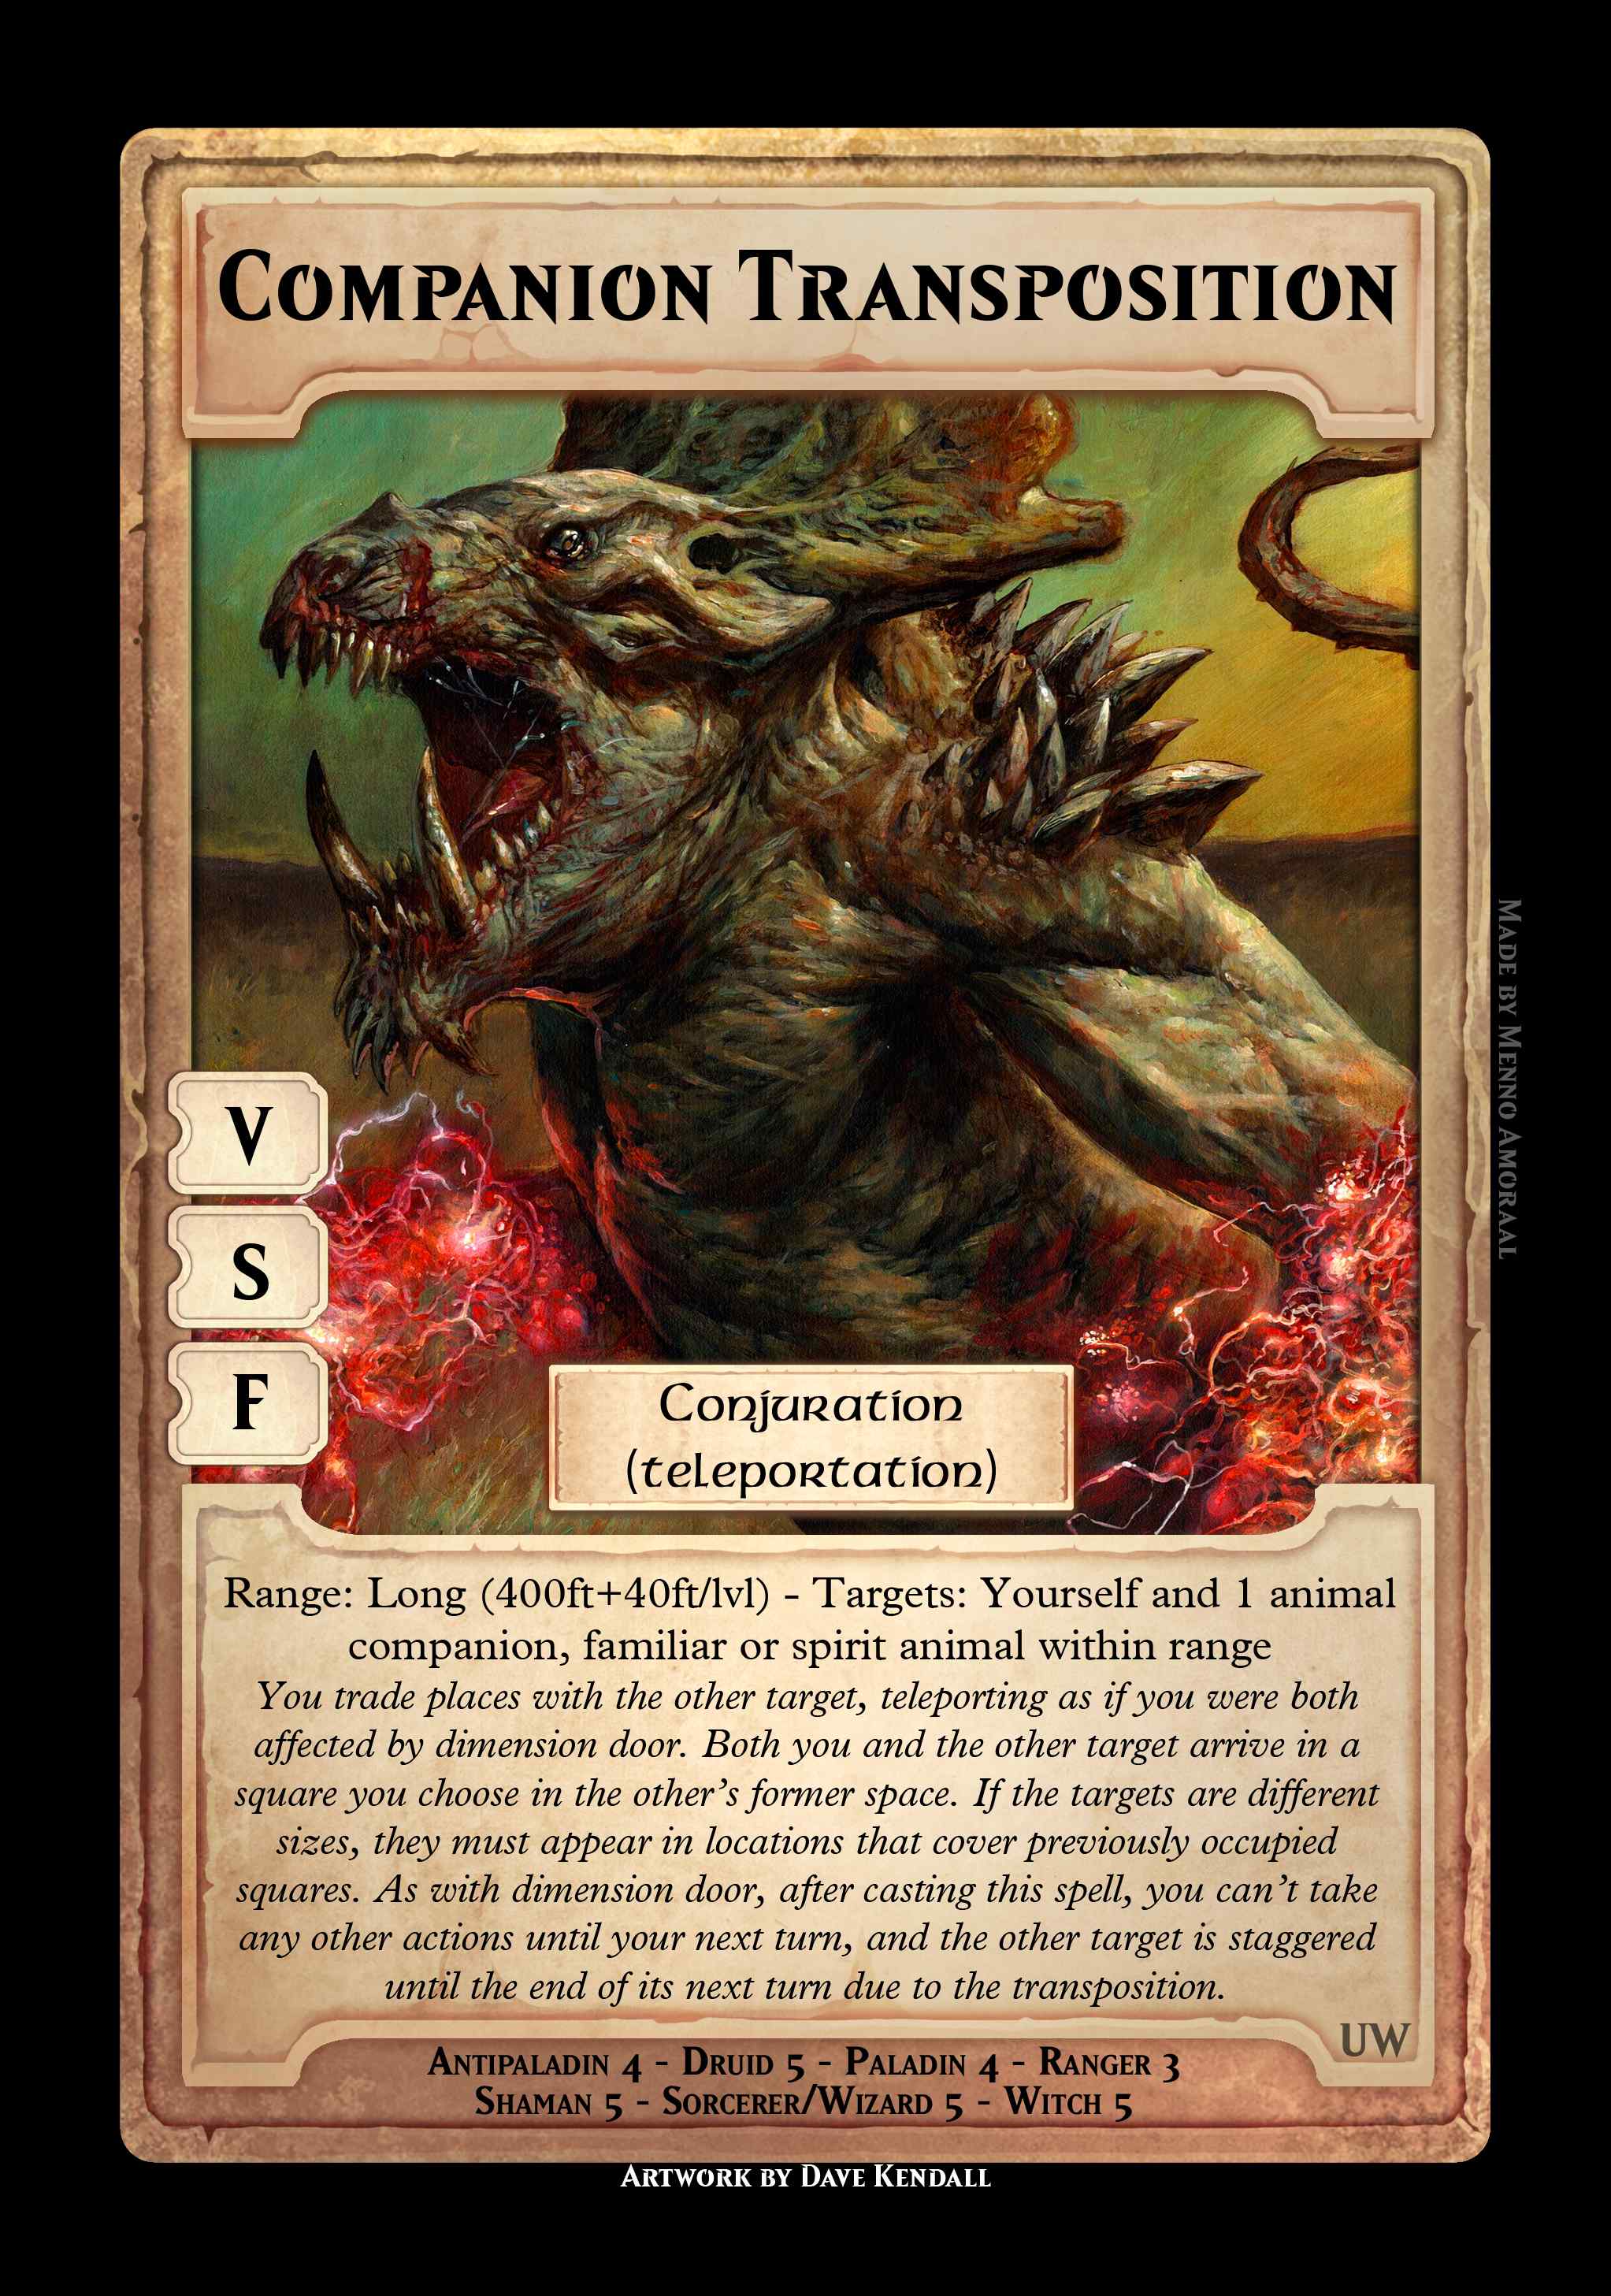 Companion Transposition
Made by Menno Amoraal
V
S
F
Conjuration
(teleportation)
Range: Long (400ft+40ft/lvl) - Targets: Yourself and 1 animal
companion, familiar or spirit animal within range
You trade places with the other target, teleporting as if you were both
affected by dimension door. Both you and the other target arrive in a
square you choose in the other's former space. If the targets are different
sizes, they must appear in locations that cover previously occupied
squares. As with dimension door, after casting this spell, you can't take
any other actions until your next turn, and the other target is staggered
until the end of its next turn due to the transposition.
UW
Antipaladin 4 - Druid 5 - Paladin 4 - Ranger 3
Shaman 5 - Sorcerer/Wizard 5 - Witch 5
Artwork by Dave Kendall